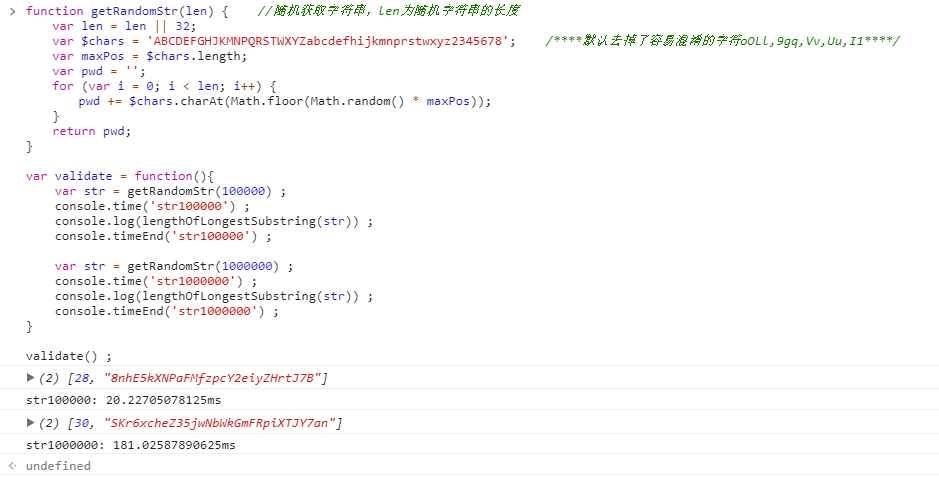 function getRandomStr(len) {    //随机获取字符串，len为随机字符串的长度
    var len = len || 32;
    var $chars = 'ABCDEFGHJKMNPQRSTWXYZabcdefhijkmnprstwxyz2345678';    /****默认去掉了容易混淆的字符oOLl,9gq,Vv,Uu,I1****/
    var maxPos = $chars.length;
    var pwd = '';
    for (var i = 0; i < len; i++) {
        pwd += $chars.charAt(Math.floor(Math.random() * maxPos));
    }
    return pwd;
}

var validate = function(){
    var str = getRandomStr(100000) ;
    console.time('str100000') ;
    console.log(lengthOfLongestSubstring(str)) ;
    console.timeEnd('str100000') ;

    var str = getRandomStr(1000000) ;
    console.time('str1000000') ;
    console.log(lengthOfLongestSubstring(str)) ;
    console.timeEnd('str1000000') ;
}

validate() ;
(2) [28, "8nhE5kXNPaFMfzpcY2eiyZHrtJ7B"]
str100000: 20.22705078125ms
(2) [30, "SKr6xcheZ35jwNbWkGmFRpiXTJY7an"]
str1000000: 181.02587890625ms
undefined